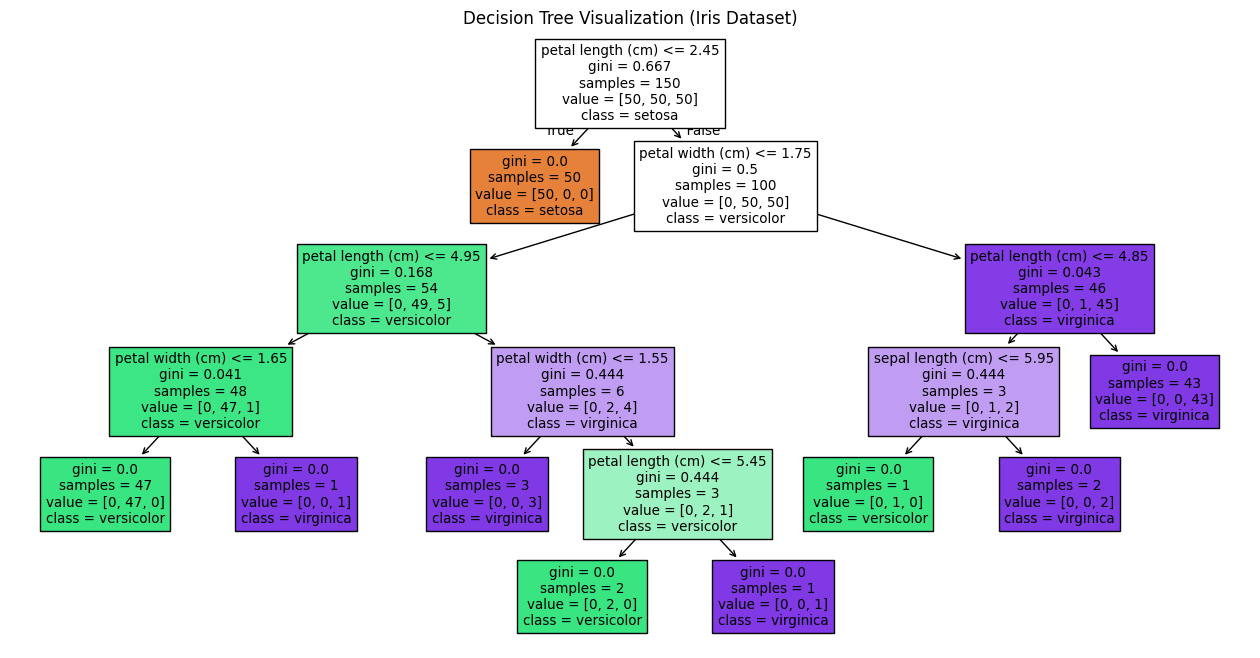 Decision Tree Visualization (Iris Dataset)
petal length (cm) <= 2.45
gini = 0.667
samples = 150
value = [50, 50, 50]
class = setosa
True
False
gini = 0.0
samples = 50
value = [50, 0, 0]
class = setosa
petal width (cm) <= 1.75
gini = 0.5
samples = 100
value = [0, 50, 50]
class = versicolor
petal length (cm) <= 4.95
gini = 0.168
samples = 54
value = [0, 49, 5]
class = versicolor
petal length (cm) <= 4.85
gini = 0.043
samples = 46
value = [0, 1, 45]
class = virginica
petal width (cm) <= 1.65
gini = 0.041
samples = 48
value = [0, 47, 1]
class = versicolor
petal width (cm) <= 1.55
gini = 0.444
samples = 6
value = [0, 2, 4]
class = virginica
sepal length (cm) <= 5.95
gini = 0.444
samples = 3
value = [0, 1, 2]
class = virginica
gini = 0.0
samples = 43
value = [0, 0, 43]
class = virginica
gini = 0.0
samples = 47
value = [0, 47, 0]
class = versicolor
gini = 0.0
samples = 1
value = [0, 0, 1]
class = virginica
gini = 0.0
samples = 3
value = [0, 0, 3]
class = virginica
petal length (cm) <= 5.45
gini = 0.444
samples = 3
value = [0, 2, 1]
class = versicolor
gini = 0.0
samples = 1
value = [0, 1, 0]
class = versicolor
gini = 0.0
samples = 2
value = [0, 0, 2]
class = virginica
gini = 0.0
samples = 2
value = [0, 2, 0]
class = versicolor
gini = 0.0
samples = 1
value = [0, 0, 1]
class = virginica